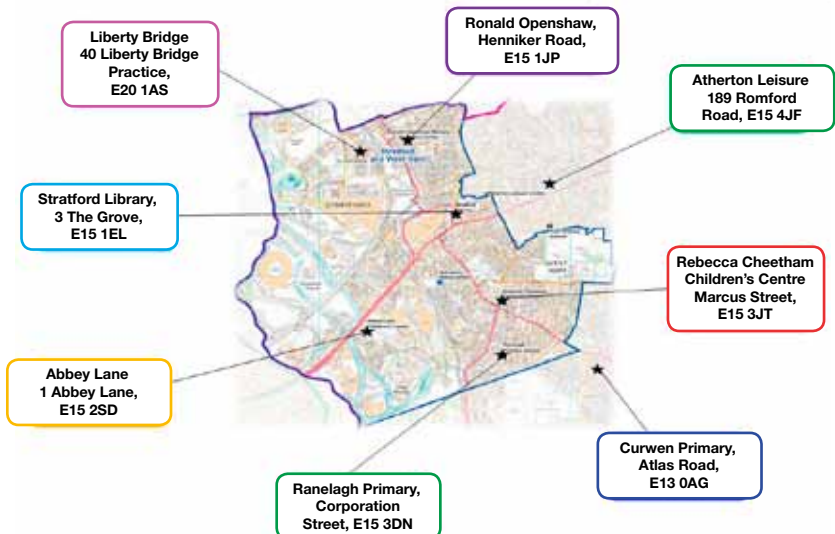 Liberty Bridge
40 Liberty Bridge
Practice,
E20 1AS
Ronald Openshaw,
Henniker Road,
E15 1JP
Atherton Leisure
189 Romford
Road, E15 4JF
Stratford Library,
3 The Grove,
E15 1EL
Rebecca Cheetham
Children's Centre
Marcus Street,
E15 3JT
Abbey Lane
1 Abbey Lane,
E15 2SD
Curwen Primary,
Atlas Road,
E13 0AG
Ranelagh Primary,
Corporation
Street, E15 3DN